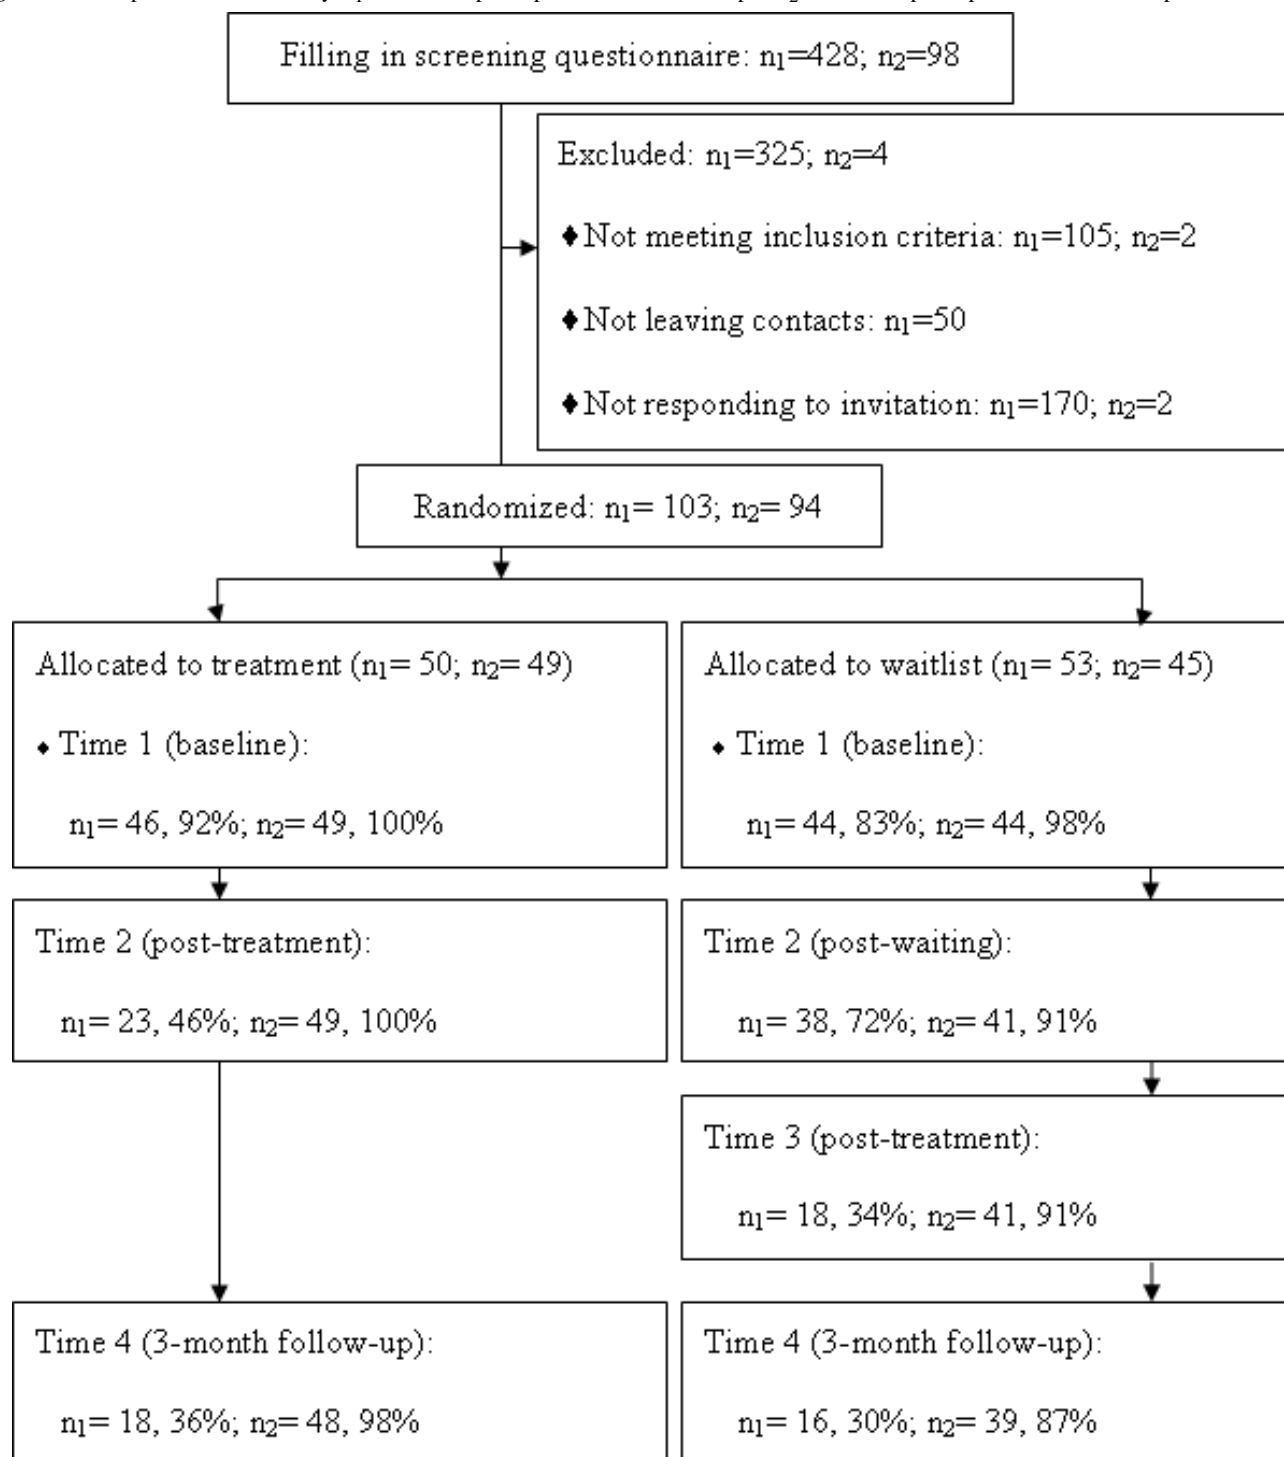 Filling in screening questionnaire: n1=428; n2=98
Excluded: n1=325; n2=4
♦Not meeting inclusion criteria: n1=105; n2=2
♦Not leaving contacts: n1=50
♦Not responding to invitation: n1=170; n2=2
Randomized: n1= 103; n2= 94
Allocated to treatment (n1= 50; n2= 49)
♦ Time 1 (baseline):
n1= 46, 92%; n2= 49, 100%
Allocated to waitlist (n1= 53; n2= 45)
♦ Time 1 (baseline):
n1= 44, 83%; n2= 44, 98%
Time 2 (post-treatment):
n1= 23, 46%; n2= 49, 100%
Time 2 (post-waiting):
n1= 38, 72%; n2= 41, 91%
Time 3 (post-treatment):
n1= 18, 34%; n2= 41, 91%
Time 4 (3-month follow-up):
n1= 18, 36%; n2= 48, 98%
Time 4 (3-month follow-up):
n1= 16, 30%; n2= 39, 87%